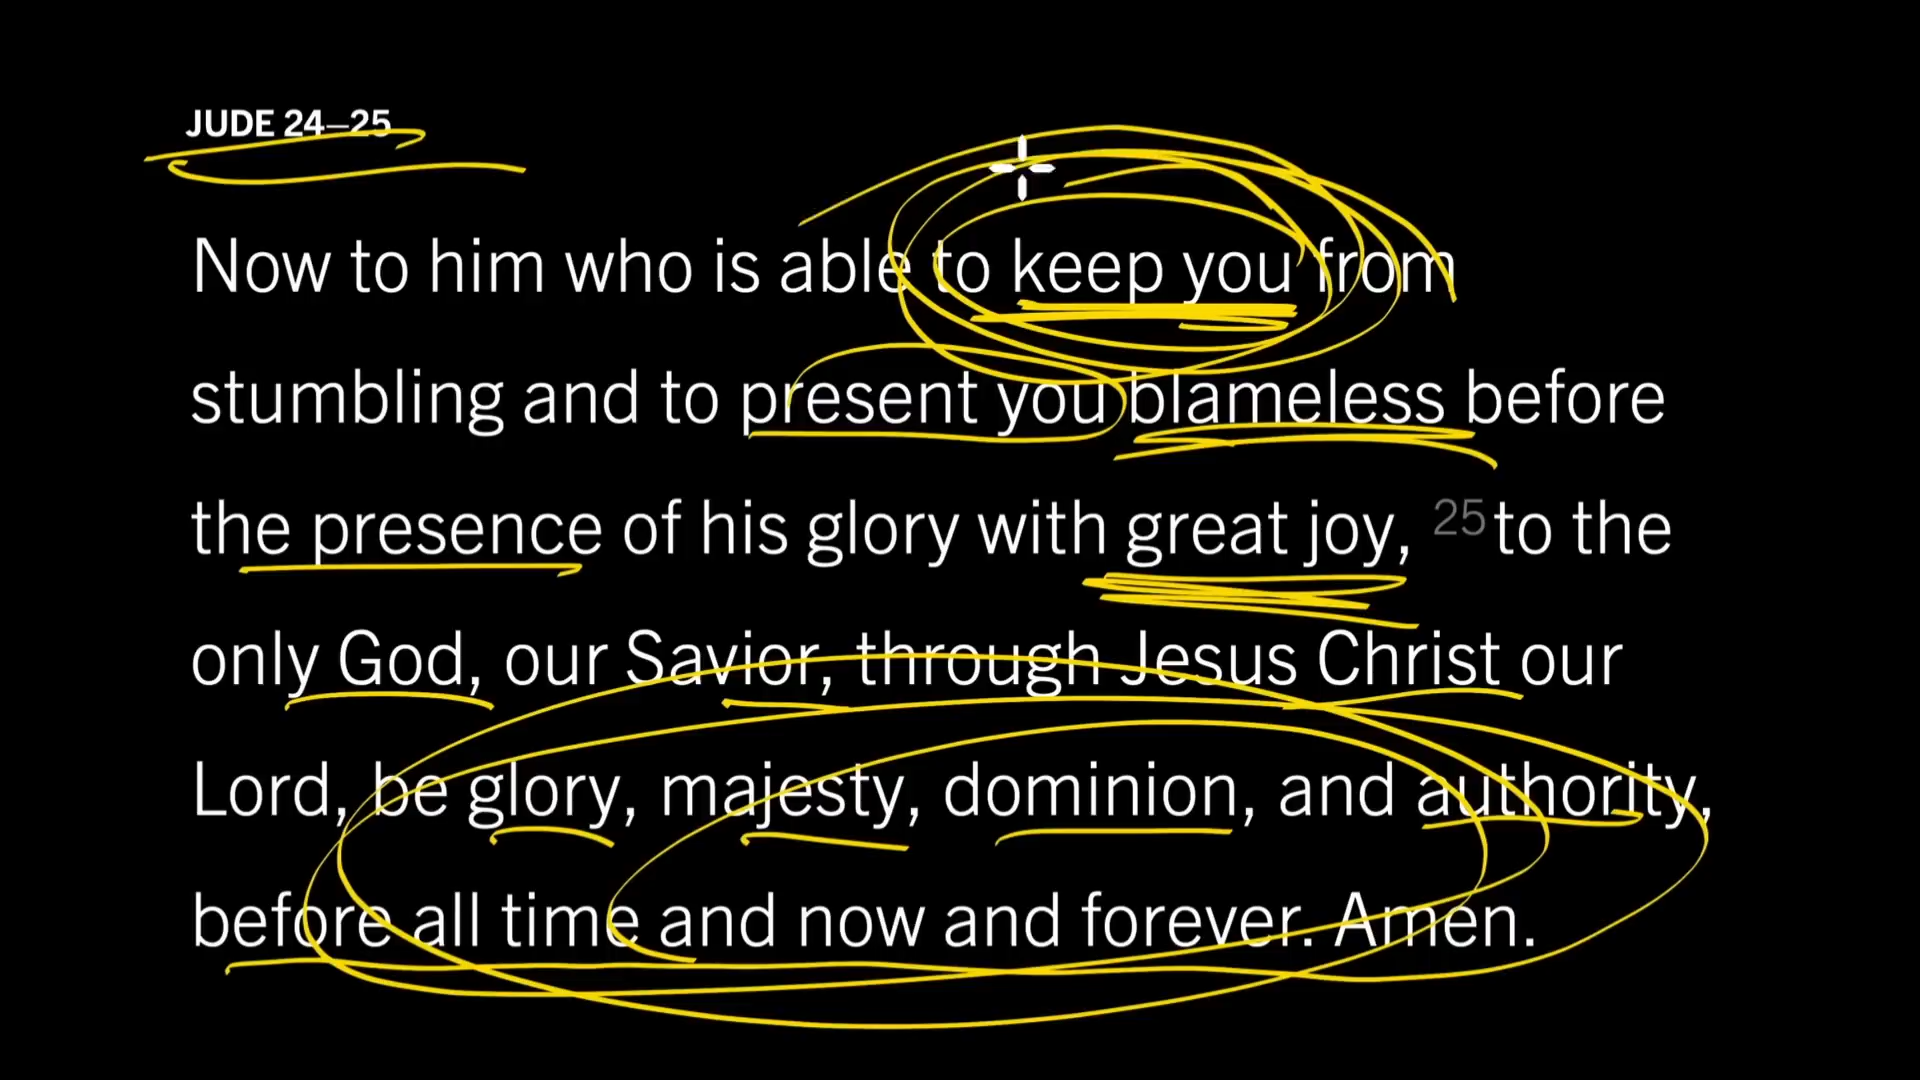 JUDE 24–25
Now to him who is able to keep you from
stumbling and to present you blameless before
the presence of his glory with great joy, 25 to the
only God, our Savior, through Jesus Christ our
Lord, be glory, majesty, dominion, and authority,
before all time and now and forever. Amen.